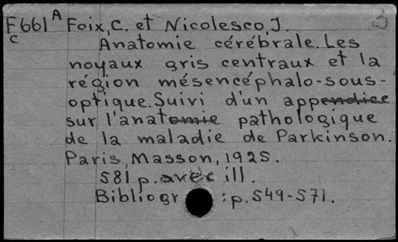 F661 A Foix, C. et Nicolesco, J.
C Anatomie cérébrale. Les
noyaux gris centraux et la
région mésencéphalo-sous-
optique. Suivi d'un appendice
sur l'anatomie pathologique
de la maladie de Parkinson.
Paris, Masson, 1925.
581 p. avec ill.
Bibliogr : p. 549-571.